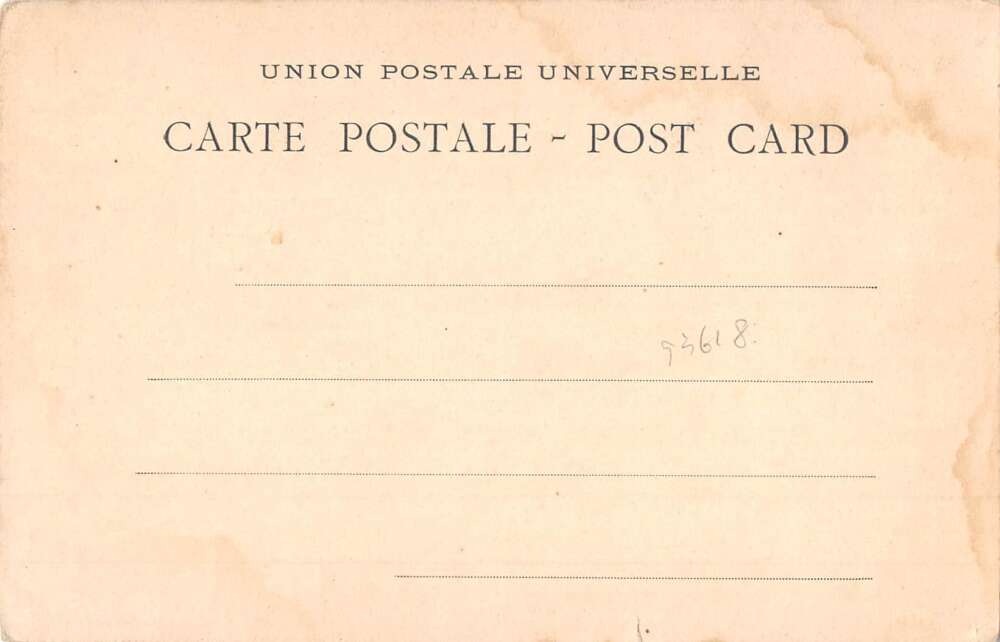 UNION POSTALE UNIVERSELLE
CARTE POSTALE - POST CARD
93618